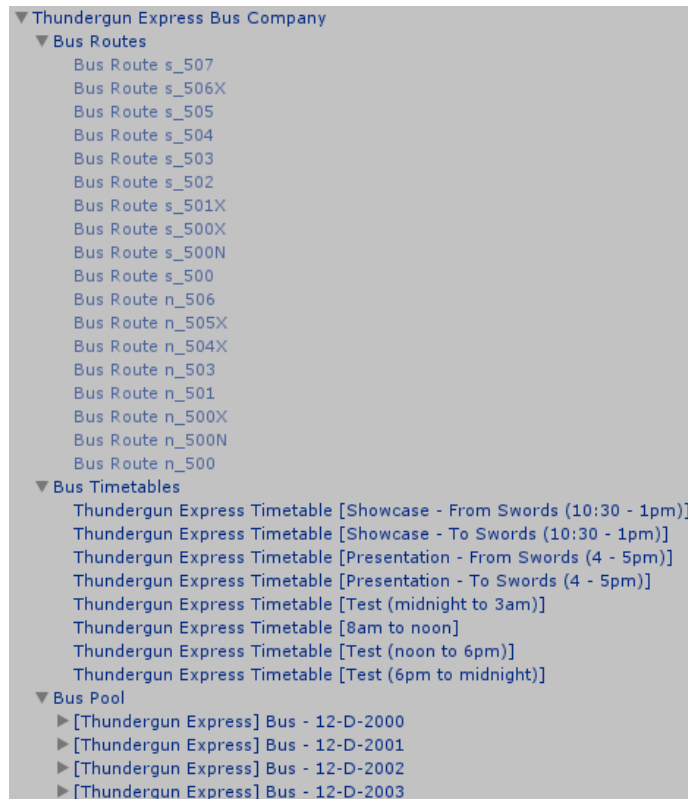 Thundergun Express Bus Company
Bus Routes
Bus Route s_507
Bus Route s_506X
Bus Route s_505
Bus Route s_504
Bus Route s_503
Bus Route s_502
Bus Route s_501X
Bus Route s_500X
Bus Route s_500N
Bus Route s_500
Bus Route n_506
Bus Route n_505X
Bus Route n_504X
Bus Route n_503
Bus Route n_501
Bus Route n_500X
Bus Route n_500N
Bus Route n_500
Bus Timetables
Thundergun Express Timetable [Showcase - From Swords (10:30 - 1pm)]
Thundergun Express Timetable [Showcase - To Swords (10:30 - 1pm)]
Thundergun Express Timetable [Presentation - From Swords (4 - 5pm)]
Thundergun Express Timetable [Presentation - To Swords (4 - 5pm)]
Thundergun Express Timetable [Test (midnight to 3am)]
Thundergun Express Timetable [8am to noon]
Thundergun Express Timetable [Test (noon to 6pm)]
Thundergun Express Timetable [Test (6pm to midnight)]
Bus Pool
[Thundergun Express] Bus - 12-D-2000
[Thundergun Express] Bus - 12-D-2001
[Thundergun Express] Bus - 12-D-2002
[Thundergun Express] Bus - 12-D-2003